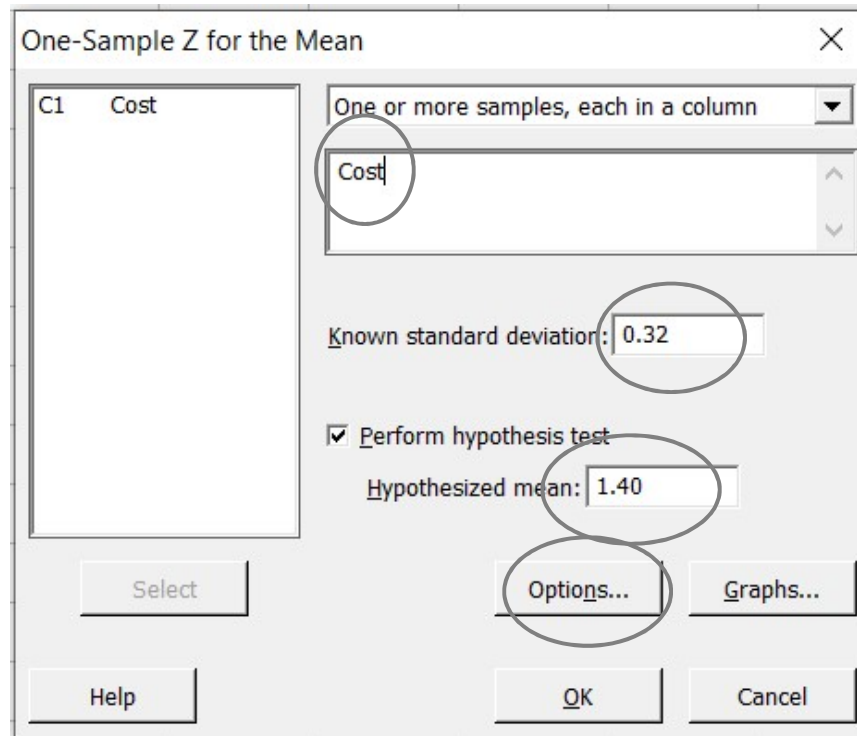 One-Sample Z for the Mean
C1 Cost
One or more samples, each in a column
Cost
Known standard deviation: 0.32
Perform hypothesis test
Hypothesized mean: 1.40
Select
Options...
Graphs...
Help
OK
Cancel